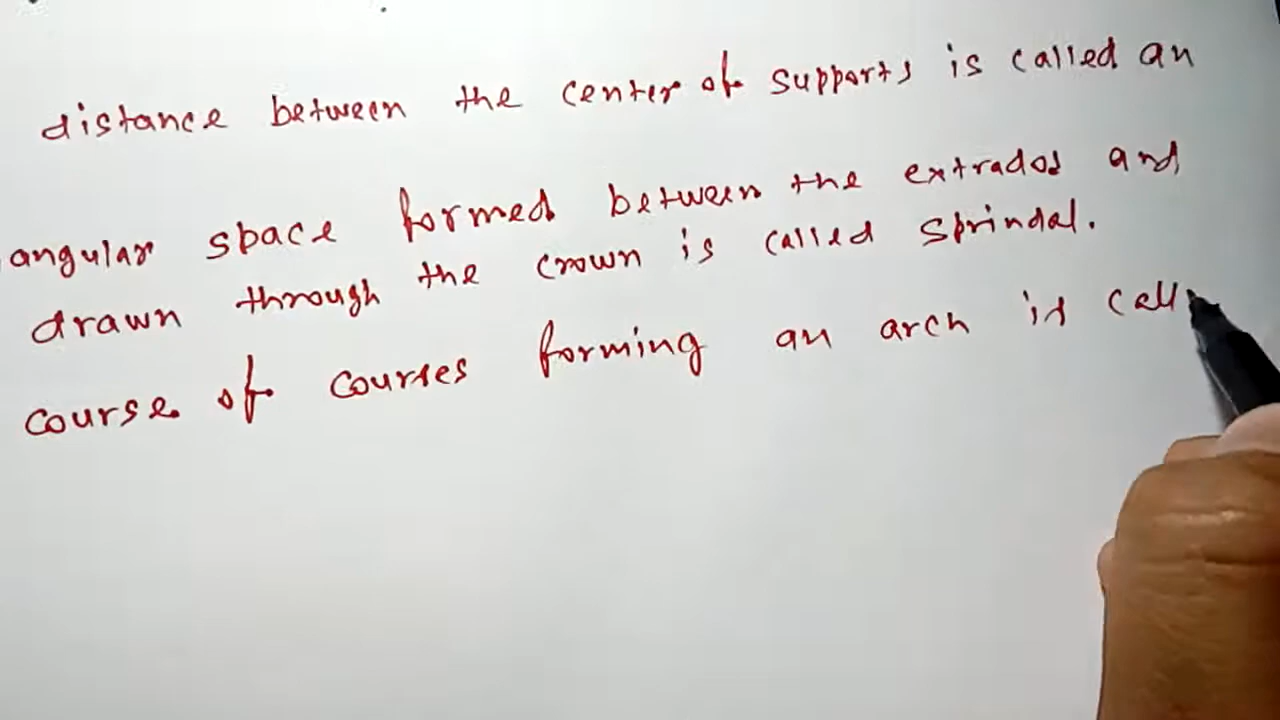 distance between the center of supports is called an
angular space formed between the extrados and
drawn through the crown is called sprindal.
course of courses forming an arch is call